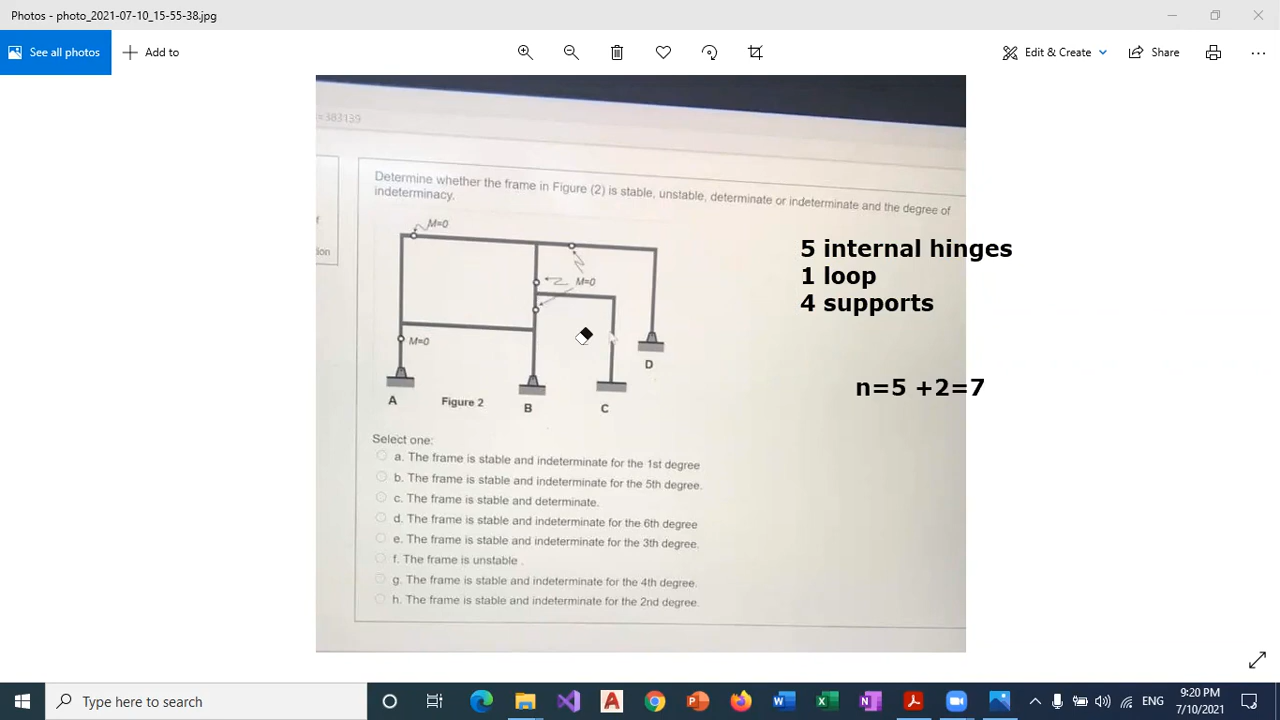 Photos - photo_2021-07-10_15-55-38.jpg
See all photos
Add to
Edit & Create
Share
=383139
Determine whether the frame in Figure (2) is stable, unstable, determinate or indeterminate and the degree of
indeterminacy.
M=0
M=0
M=0
D
A
Figure 2
B
C
5 internal hinges
1 loop
4 supports
n=5 +2=7
Select one:
a. The frame is stable and indeterminate for the 1st degree
b. The frame is stable and indeterminate for the 5th degree.
c. The frame is stable and determinate.
d. The frame is stable and indeterminate for the 6th degree
e. The frame is stable and indeterminate for the 3th degree.
f. The frame is unstable .
g. The frame is stable and indeterminate for the 4th degree.
h. The frame is stable and indeterminate for the 2nd degree.
Type here to search
ENG
9:20 PM
7/10/2021